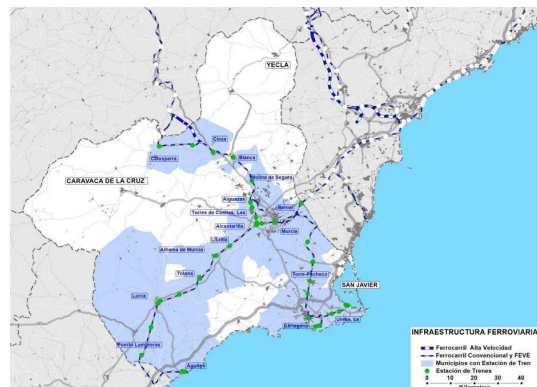 YECLA
Cieza
Calasparra
Blanca
CARAVACA DE LA CRUZ
Molina de Segura
Alguazas
Beniel
Torres de Cotillas, Las
Alcantarilla
Murcia
Librilla
Alhama de Murcia
Totana
Torre-Pacheco
SAN JAVIER
Lorca
Unión, La
Cartagena
Puerto Lumbreras
Aguilas
INFRAESTRUCTURA FERROVIARIA
Ferrocarril Alta Velocidad
Ferrocarril Convencional y FEVE
Municipios con Estación de Tren
Estación de Trenes
0 10 20 30 40
Kilometers